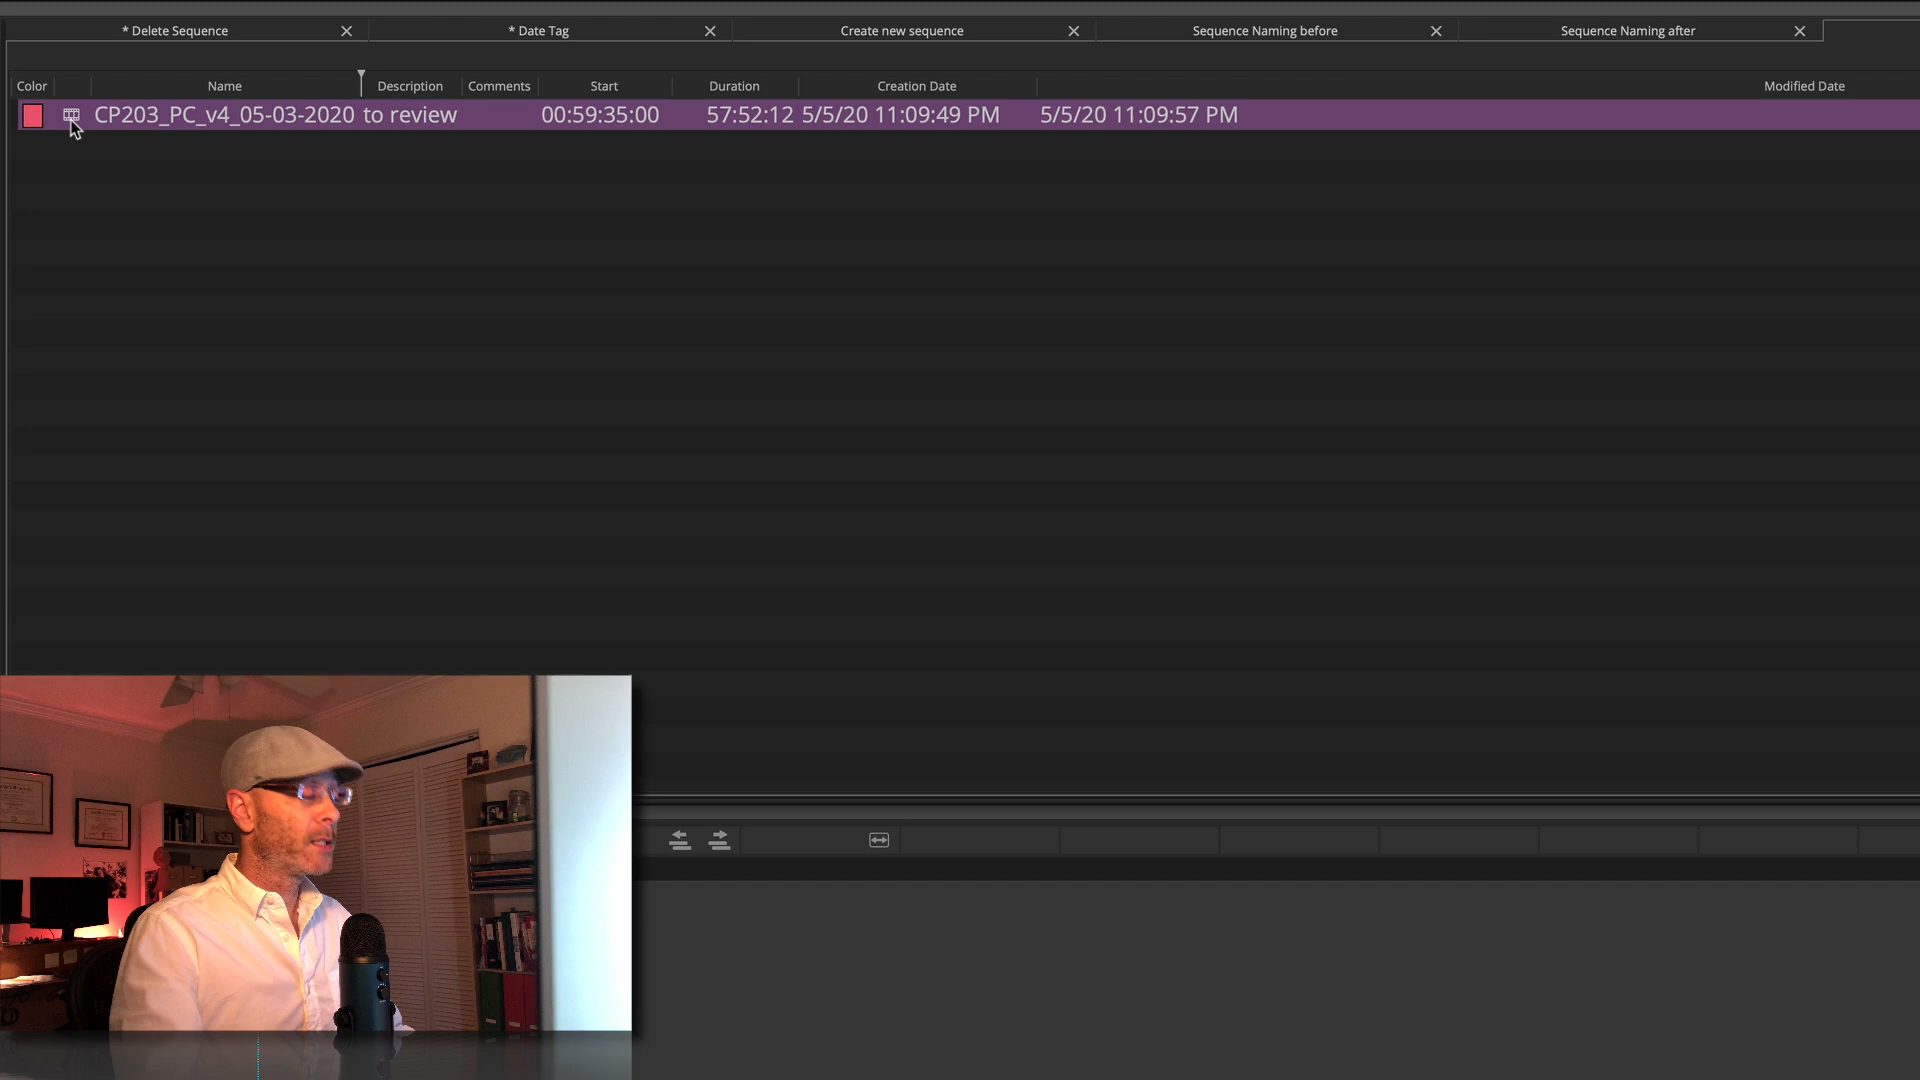 * Delete Sequence
* Date Tag
Create new sequence
Sequence Naming before
Sequence Naming after
Color Name Description Comments Start Duration Creation Date Modified Date
CP203_PC_v4_05-03-2020 to review 00:59:35:00 57:52:12 5/5/20 11:09:49 PM 5/5/20 11:09:57 PM